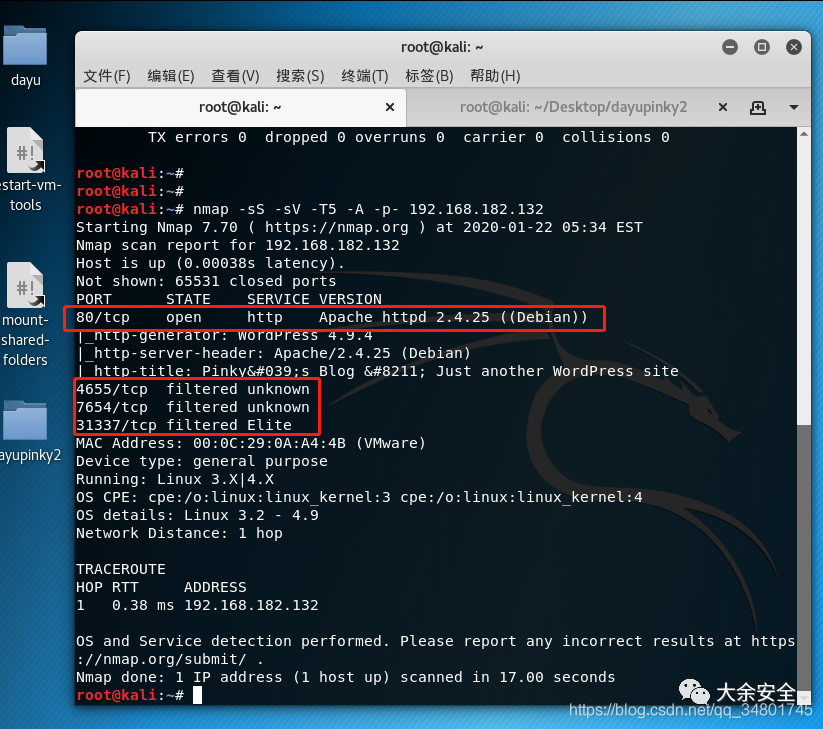 dayu
estart-vm-
tools
mount-
shared-
folders
ayupinky2
root@kali: ~
文件(F) 编辑(E) 查看(V) 搜索(S) 终端(T) 标签(B) 帮助(H)
root@kali: ~ root@kali: ~/Desktop/dayupinky2
TX errors 0  dropped 0 overruns 0  carrier 0  collisions 0
root@kali:~#
root@kali:~#
root@kali:~# nmap -sS -sV -T5 -A -p- 192.168.182.132
Starting Nmap 7.70 ( https://nmap.org ) at 2020-01-22 05:34 EST
Nmap scan report for 192.168.182.132
Host is up (0.00038s latency).
Not shown: 65531 closed ports
PORT      STATE    SERVICE VERSION
80/tcp    open     http    Apache httpd 2.4.25 ((Debian))
|_http-generator: WordPress 4.9.4
|_http-server-header: Apache/2.4.25 (Debian)
|_http-title: Pinky&#039;s Blog &#8211; Just another WordPress site
4655/tcp  filtered unknown
7654/tcp  filtered unknown
31337/tcp filtered Elite
MAC Address: 00:0C:29:0A:A4:4B (VMware)
Device type: general purpose
Running: Linux 3.X|4.X
OS CPE: cpe:/o:linux:linux_kernel:3 cpe:/o:linux:linux_kernel:4
OS details: Linux 3.2 - 4.9
Network Distance: 1 hop
TRACEROUTE
HOP RTT     ADDRESS
1   0.38 ms 192.168.182.132
OS and Service detection performed. Please report any incorrect results at https
://nmap.org/submit/ .
Nmap done: 1 IP address (1 host up) scanned in 17.00 seconds
root@kali:~#
大余安全
https://blog.csdn.net/qq_34801745